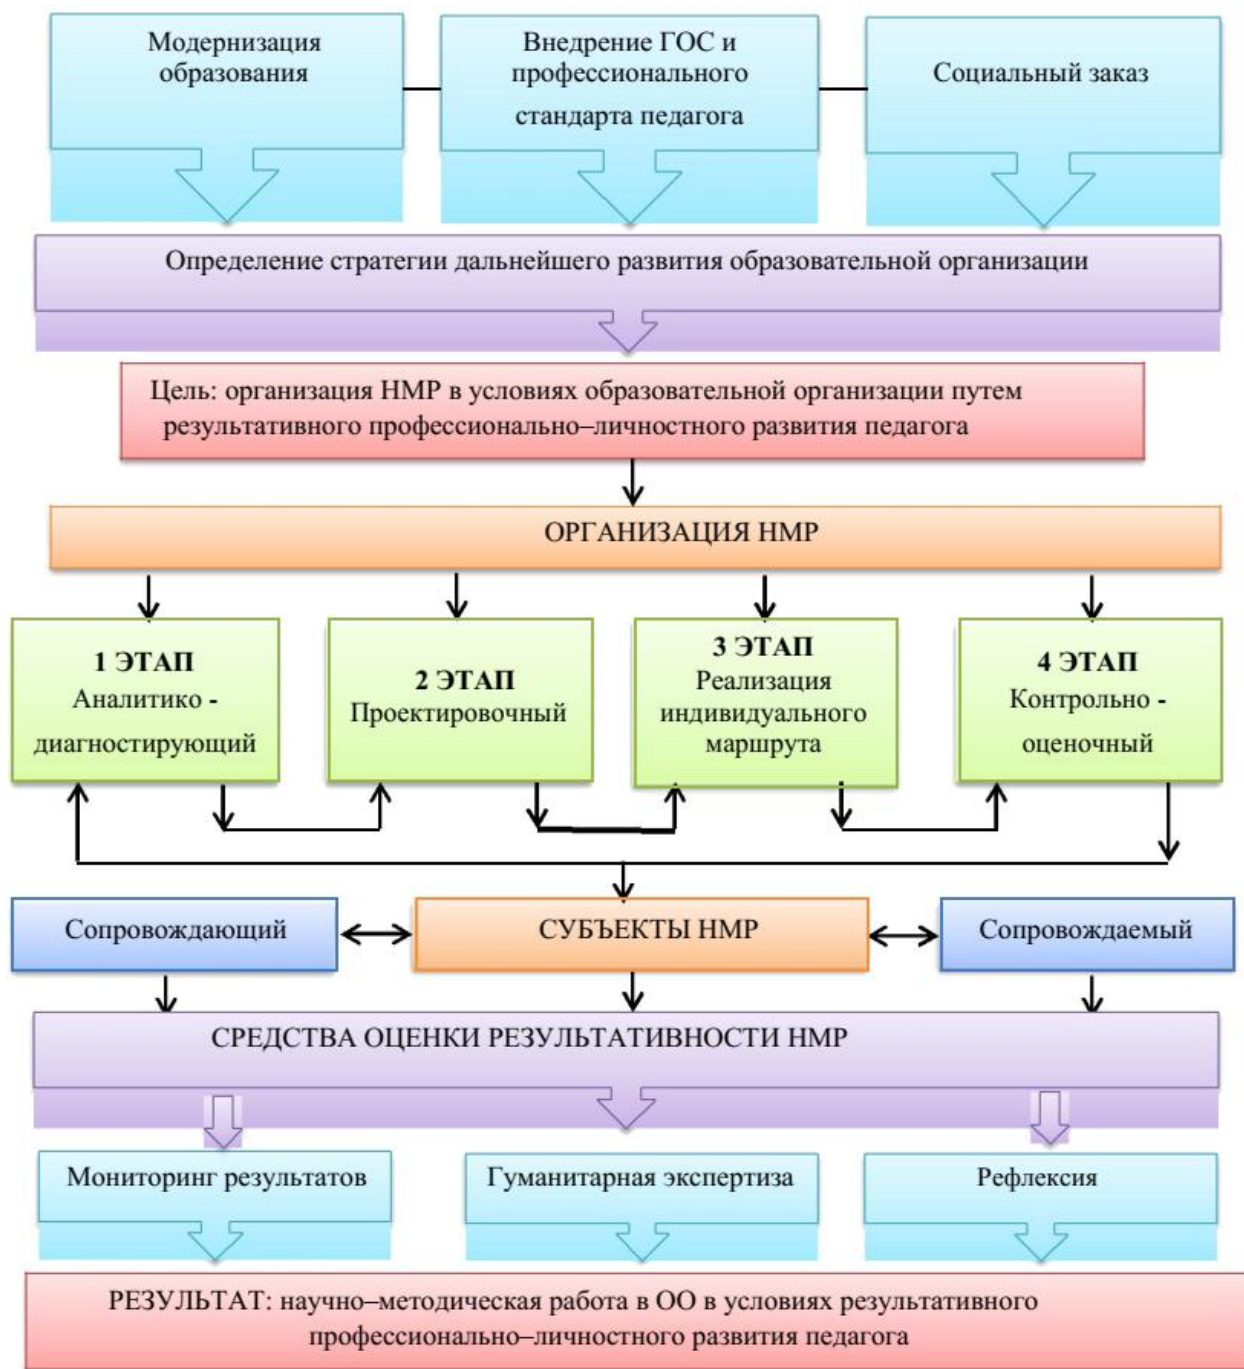 Модернизация
образования
Внедрение ГОС и
профессионального
стандарта педагога
Социальный заказ
Определение стратегии дальнейшего развития образовательной организации
Цель: организация НМР в условиях образовательной организации путем
результативного профессионально–личностного развития педагога
ОРГАНИЗАЦИЯ НМР
1 ЭТАП
Аналитико -
диагностирующий
2 ЭТАП
Проектировочный
3 ЭТАП
Реализация
индивидуального
маршрута
4 ЭТАП
Контрольно -
оценочный
Сопровождающий
СУБЪЕКТЫ НМР
Сопровождаемый
СРЕДСТВА ОЦЕНКИ РЕЗУЛЬТАТИВНОСТИ НМР
Мониторинг результатов
Гуманитарная экспертиза
Рефлексия
РЕЗУЛЬТАТ: научно–методическая работа в ОО в условиях результативного
профессионально–личностного развития педагога